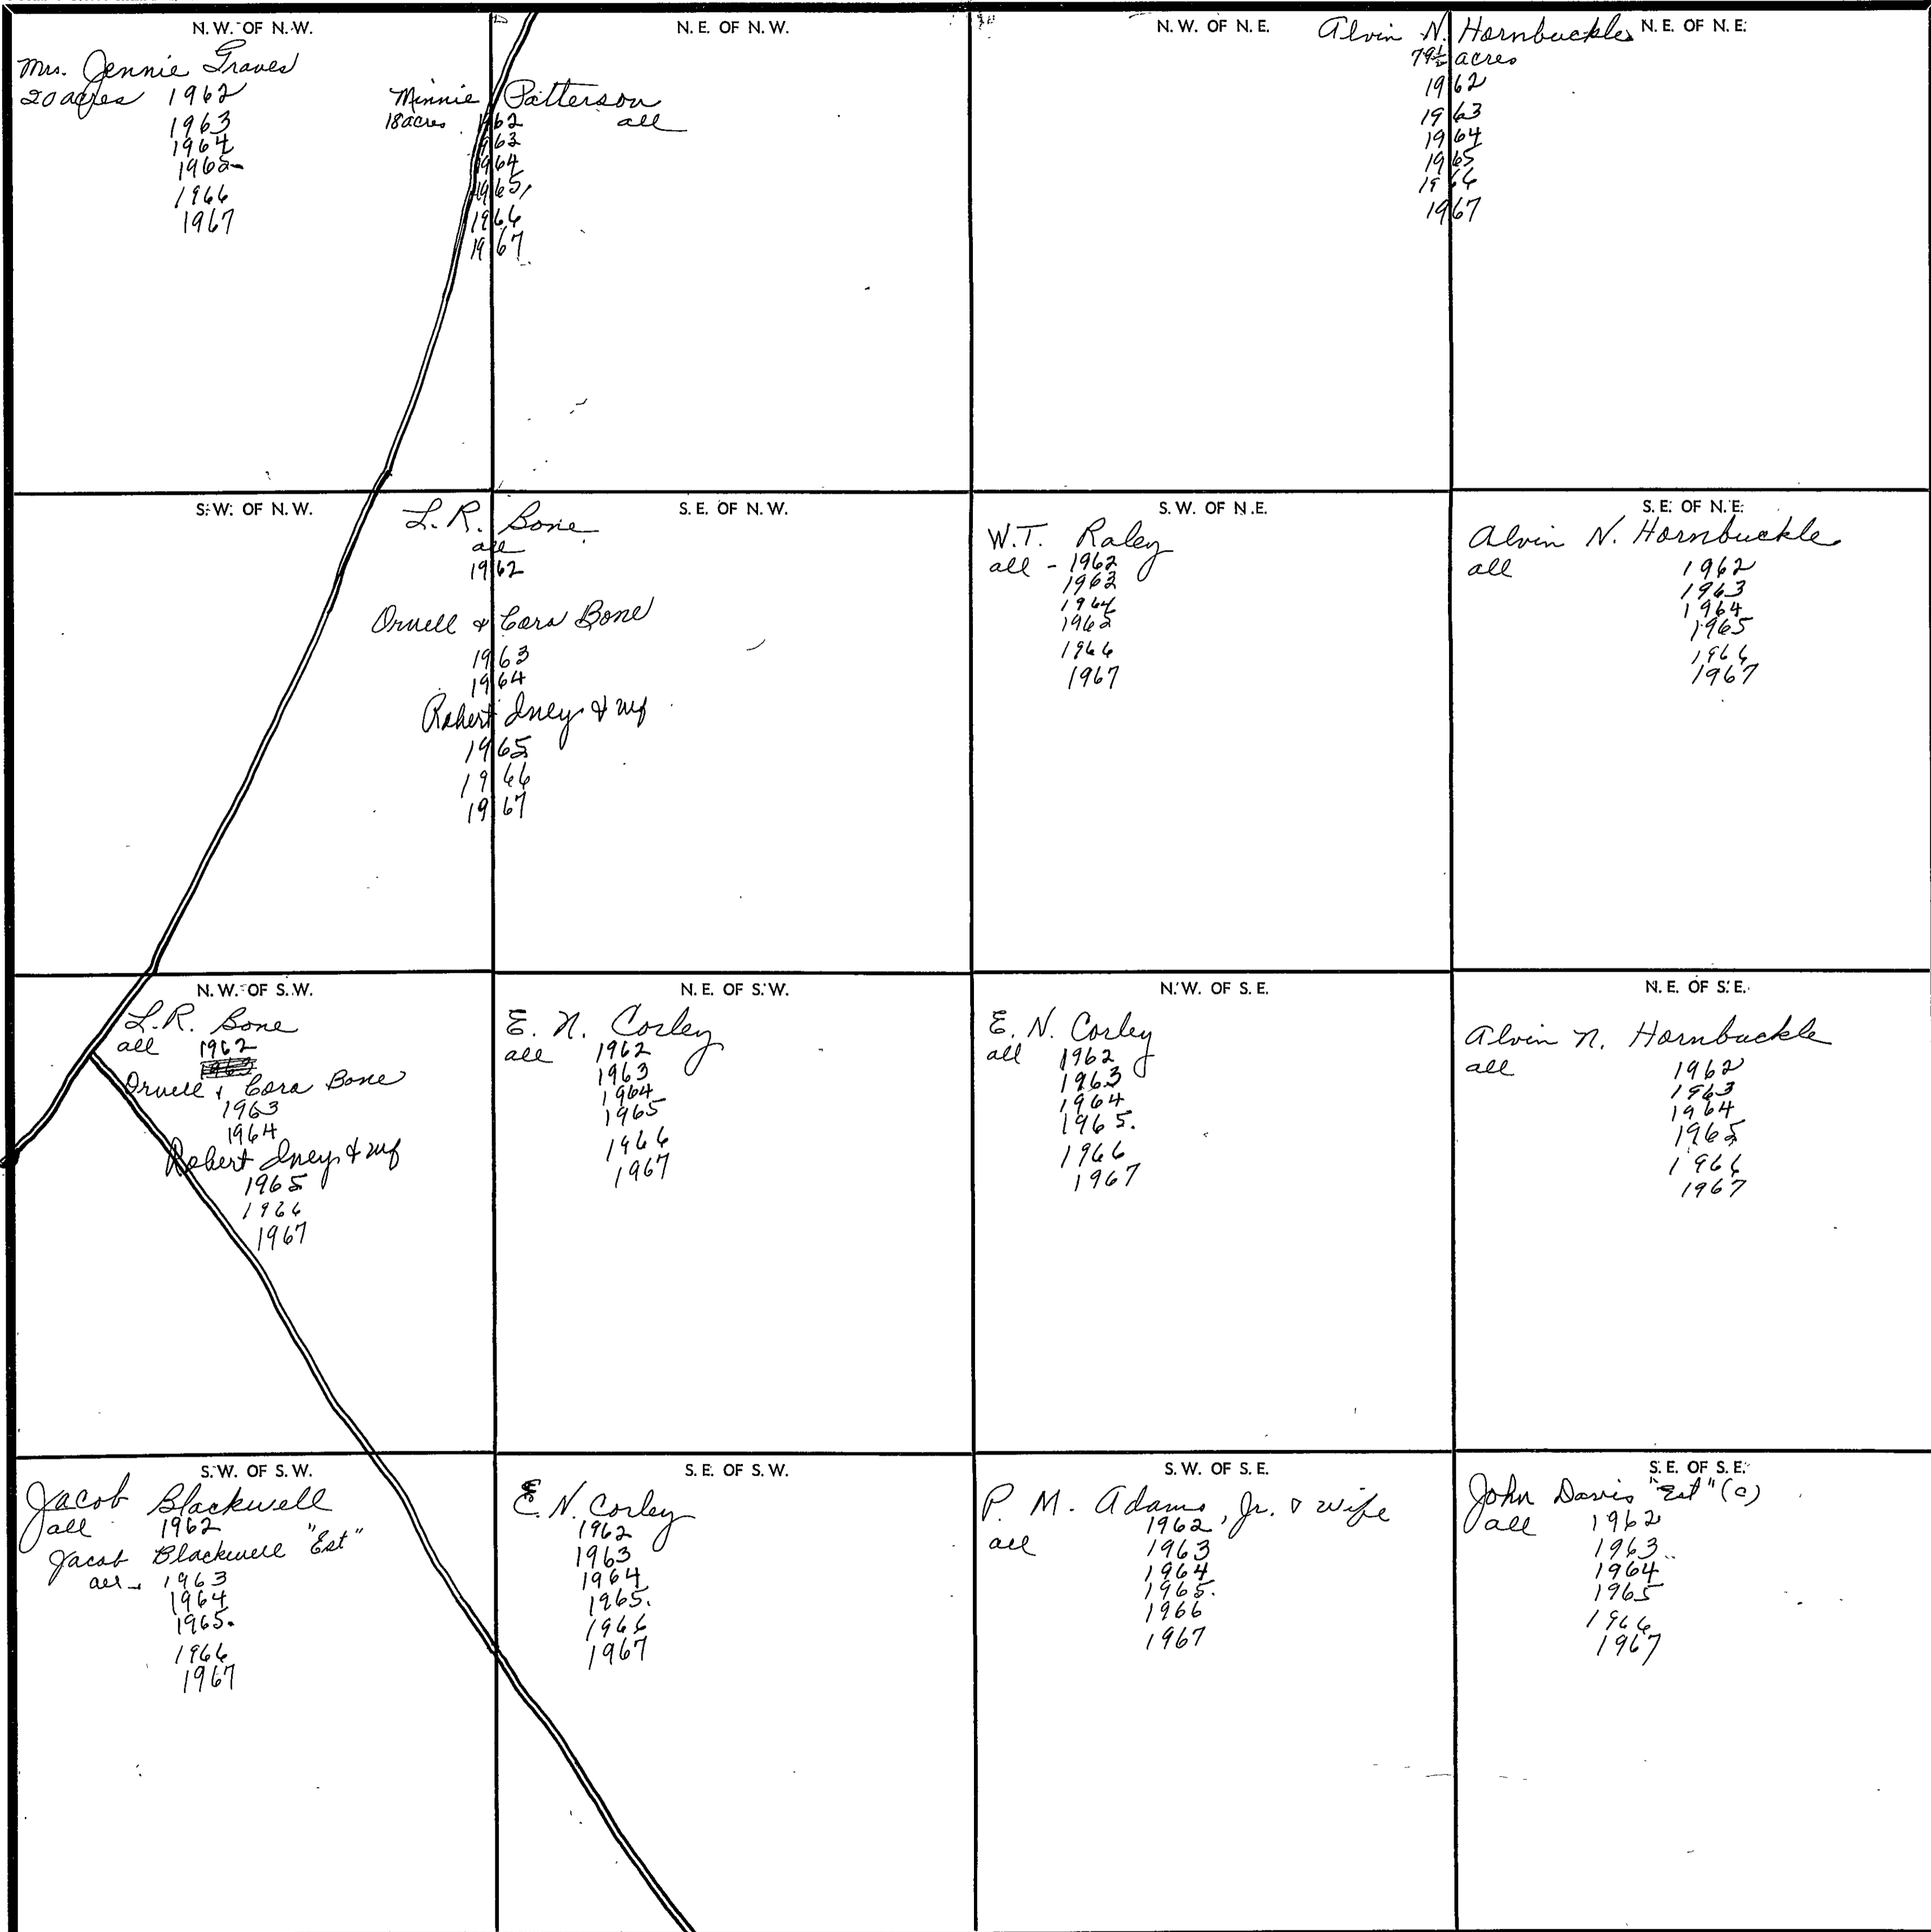 N.W. OF N.W.
Mrs. Jennie Graves
20 acres 1962
1963
1964
1965
1966
1967
N.E. OF N.W.
Minnie Patterson
18 acres 1962 all
1963
1964
1965
1966
1967
N.W. OF N.E.
N.E. OF N.E.
Alvin N. Hornbuckle
79½ acres
1962
1963
1964
1965
1966
1967
S.W. OF N.W.
S.E. OF N.W.
L.R. Bone
all
1962
Orvell & Cora Bone
1963
1964
Robert & wf
1965
1966
1967
S.W. OF N.E.
W.T. Raley
all - 1962
1963
1964
1965
1966
1967
S.E. OF N.E.
Alvin N. Hornbuckle
all 1962
1963
1964
1965
1966
1967
N.W. OF S.W.
L.R. Bone
all 1962
Orvell & Cora Bone
1963
1964
Robert & wf
1965
1966
1967
N.E. OF S.W.
E. N. Corley
all 1962
1963
1964
1965
1966
1967
N.W. OF S.E.
E. N. Corley
all 1962
1963
1964
1965.
1966
1967
N.E. OF S.E.
Alvin N. Hornbuckle
all 1962
1963
1964
1965
1966
1967
S.W. OF S.W.
Jacob Blackwell
all 1962
Jacob Blackwell "Est"
all - 1963
1964
1965.
1966
1967
S.E. OF S.W.
E. N. Corley
1962
1963
1964
1965.
1966
1967
S.W. OF S.E.
P. M. Adams, Jr. & wife
all 1962
1963
1964
1965.
1966
1967
S.E. OF S.E.
John Davis "Est" (c)
all 1962
1963
1964
1965
1966
1967